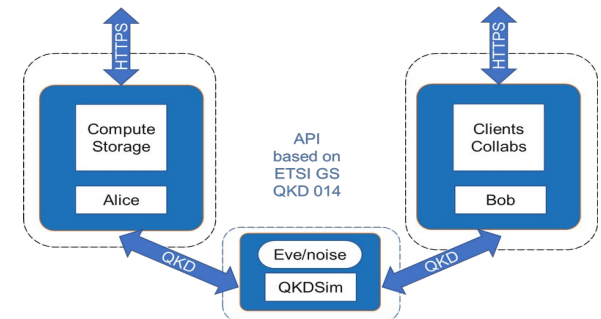 HTTPS
HTTPS
Compute
Storage
Alice
API
based on
ETSI GS
QKD 014
Clients
Collabs
Bob
QKD
Eve/noise
QKDSim
QKD